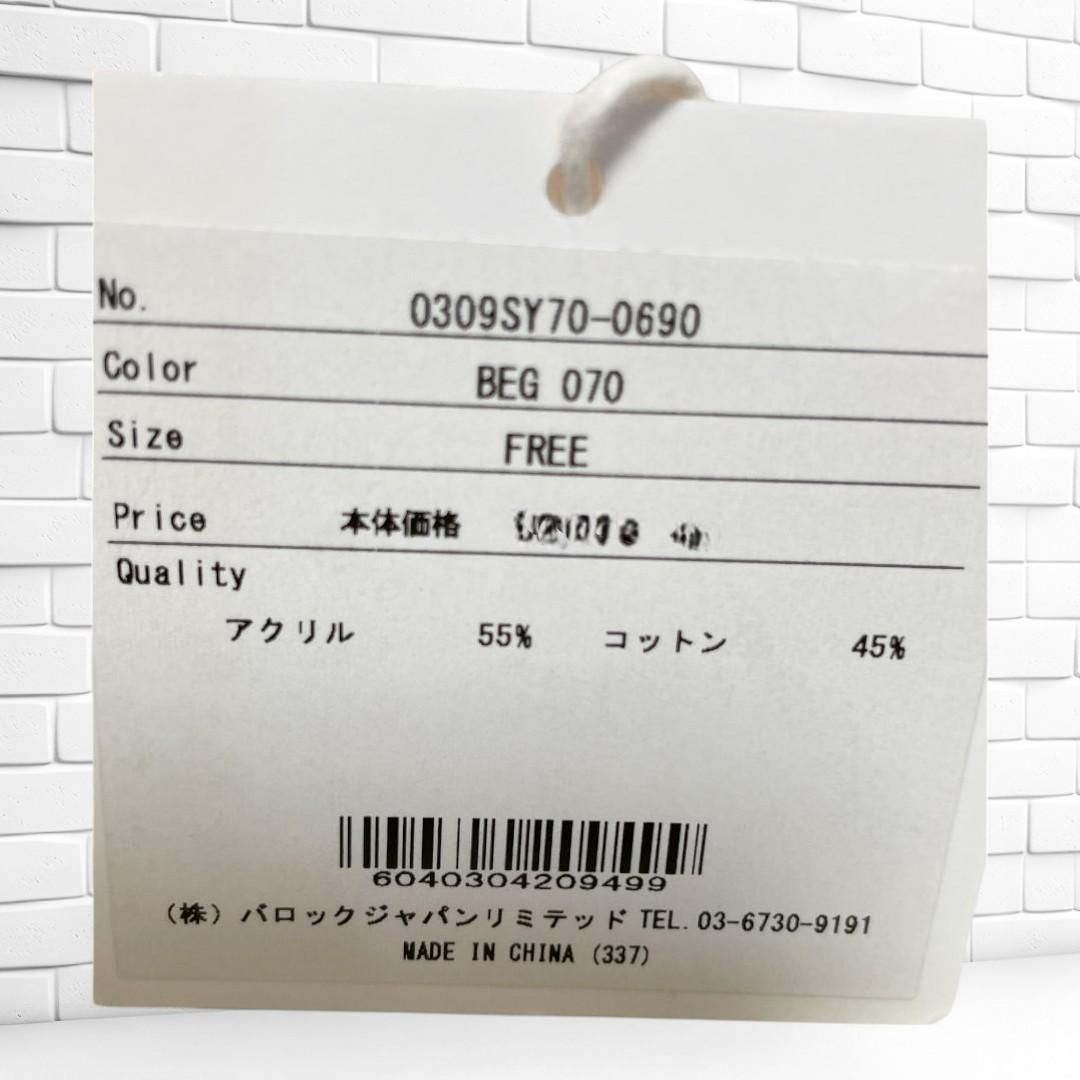 No. 0309SY70-0690
Color BEG 070
Size FREE
Price 本体価格
Quality
アクリル 55% コットン 45%
6040304209499
(株) バロックジャパンリミテッド TEL. 03-6730-9191
MADE IN CHINA (337)